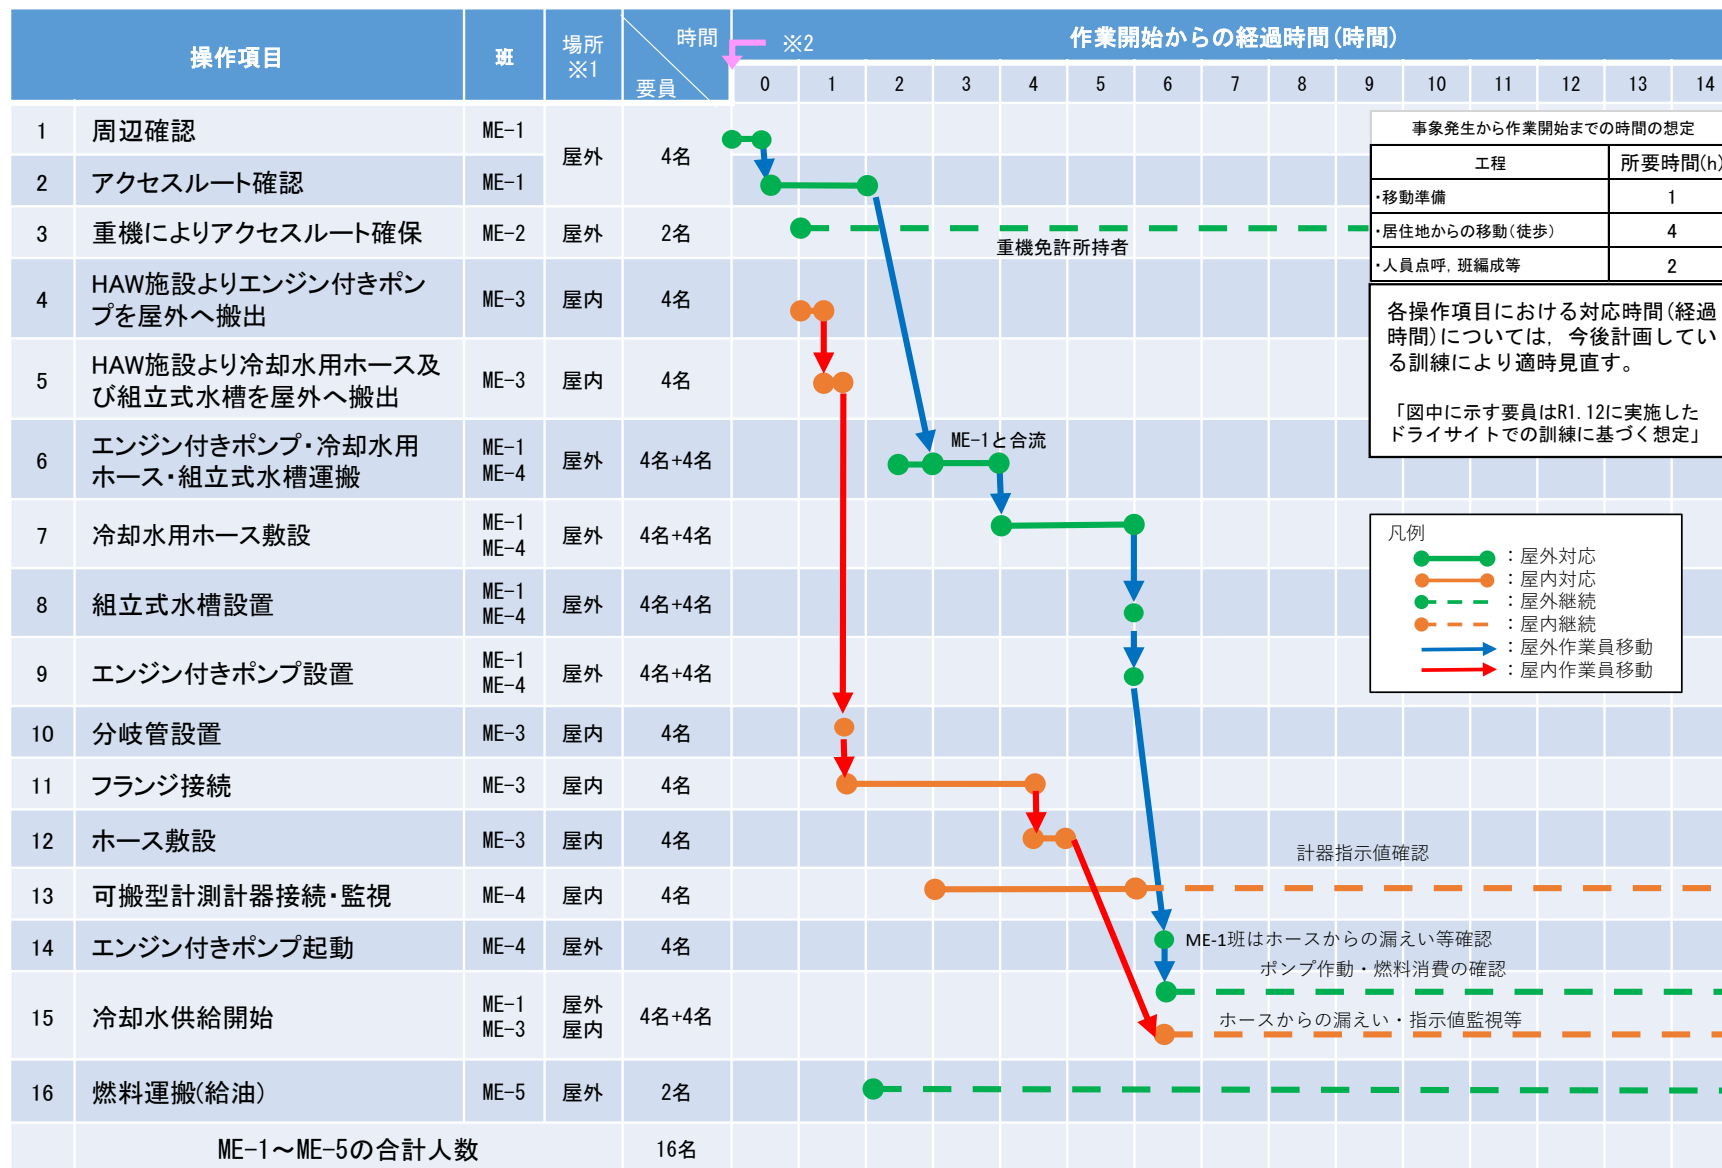 操作項目
班
場所
※1
時間
要員
※2
作業開始からの経過時間(時間)
0 1 2 3 4 5 6 7 8 9 10 11 12 13 14
1 周辺確認 ME-1
屋外 4名
2 アクセスルート確認 ME-1
3 重機によりアクセスルート確保 ME-2 屋外 2名
重機免許所持者
4 HAW施設よりエンジン付きポン
プを屋外へ搬出 ME-3 屋内 4名
5 HAW施設より冷却水用ホース及
び組立式水槽を屋外へ搬出 ME-3 屋内 4名
6 エンジン付きポンプ・冷却水用
ホース・組立式水槽運搬
ME-1
ME-4
屋外 4名+4名
ME-1と合流
7 冷却水用ホース敷設
ME-1
ME-4
屋外 4名+4名
8 組立式水槽設置
ME-1
ME-4
屋外 4名+4名
9 エンジン付きポンプ設置
ME-1
ME-4
屋外 4名+4名
10 分岐管設置 ME-3 屋内 4名
11 フランジ接続 ME-3 屋内 4名
12 ホース敷設 ME-3 屋内 4名
計器指示値確認
13 可搬型計測計器接続・監視 ME-4 屋内 4名
14 エンジン付きポンプ起動 ME-4 屋外 4名
ME-1班はホースからの漏えい等確認
ポンプ作動・燃料消費の確認
15 冷却水供給開始
ME-1
ME-3
屋外
屋内
4名+4名
ホースからの漏えい・指示値監視等
16 燃料運搬(給油) ME-5 屋外 2名
ME-1～ME-5の合計人数 16名
事象発生から作業開始までの時間の想定
工程 所要時間(h)
・移動準備 1
・居住地からの移動(徒歩) 4
・人員点呼，班編成等 2
各操作項目における対応時間(経過
時間)については，今後計画してい
る訓練により適時見直す。
「図中に示す要員はR1.12に実施した
ドライサイトでの訓練に基づく想定」
凡例
：屋外対応
：屋内対応
：屋外継続
：屋内継続
：屋外作業員移動
：屋内作業員移動